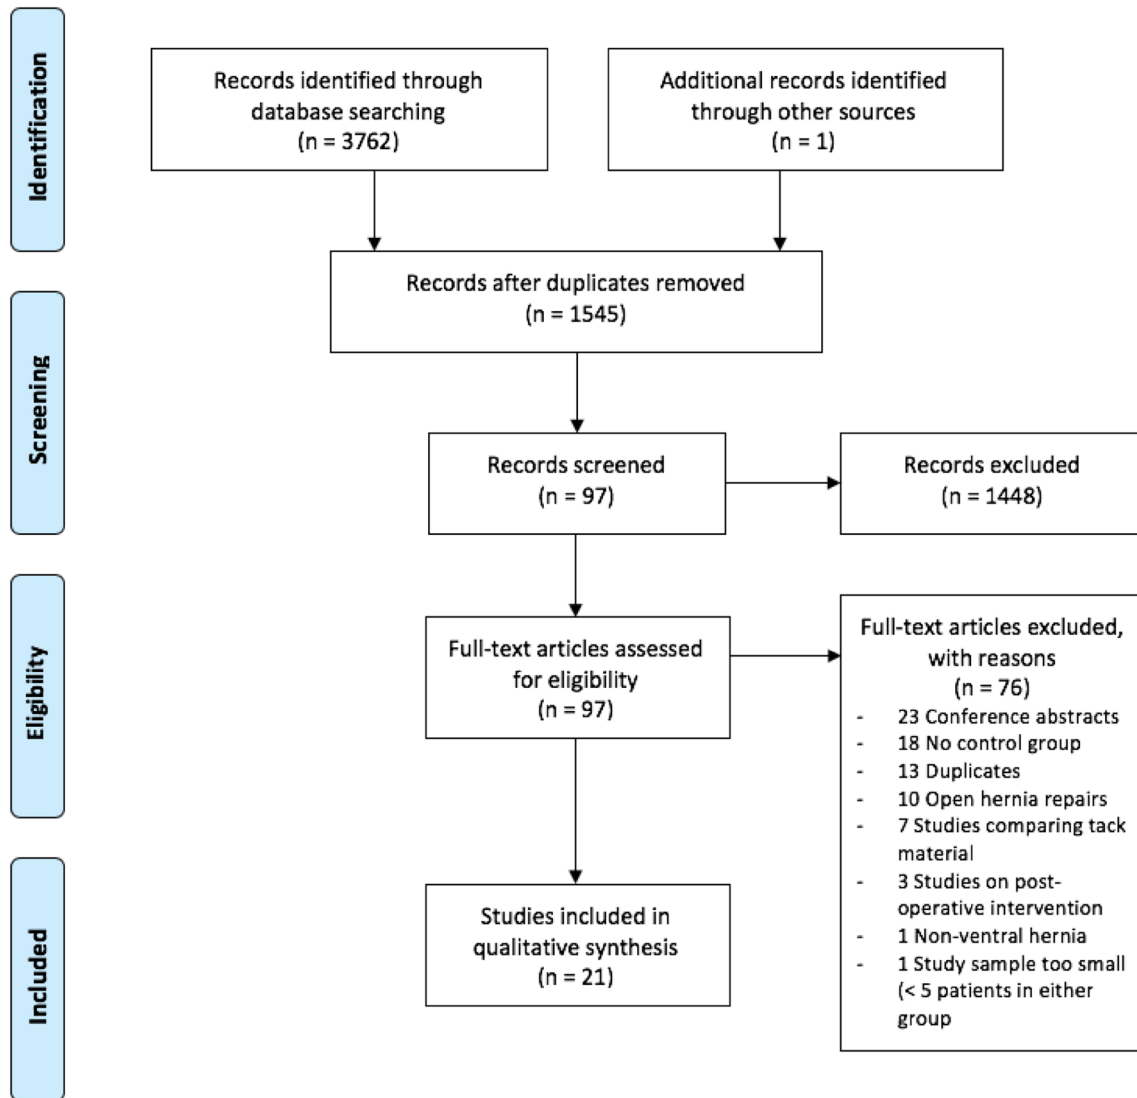 Identification
Records identified through
database searching
(n = 3762)
Additional records identified
through other sources
(n = 1)
Records after duplicates removed
(n = 1545)
Screening
Records screened
(n = 97)
Records excluded
(n = 1448)
Eligibility
Full-text articles assessed
for eligibility
(n = 97)
Full-text articles excluded,
with reasons
(n = 76)
- 23 Conference abstracts
- 18 No control group
- 13 Duplicates
- 10 Open hernia repairs
- 7 Studies comparing tack
material
- 3 Studies on post-
operative intervention
- 1 Non-ventral hernia
- 1 Study sample too small
(< 5 patients in either
group
Included
Studies included in
qualitative synthesis
(n = 21)